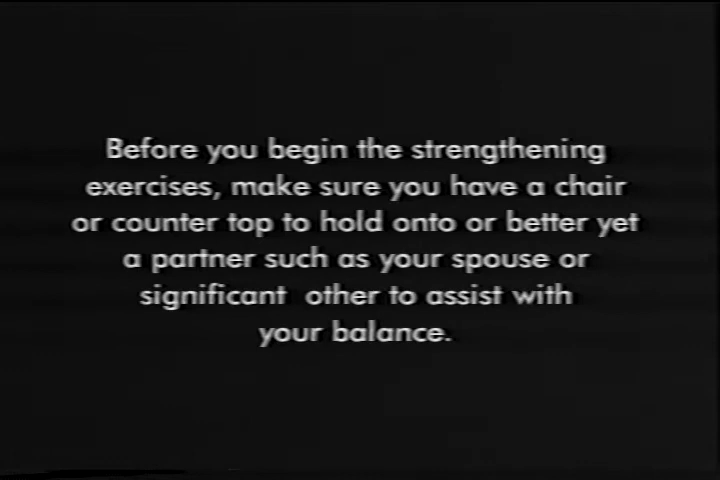 Before you begin the strengthening
exercises, make sure you have a chair
or counter top to hold onto or better yet
a partner such as your spouse or
significant other to assist with
your balance.